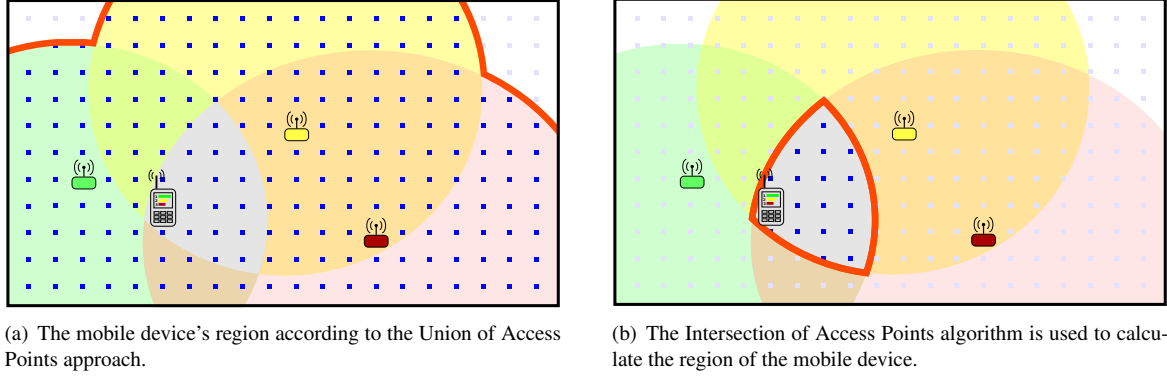 (a) The mobile device's region according to the Union of Access
Points approach.
(b) The Intersection of Access Points algorithm is used to calcu-
late the region of the mobile device.